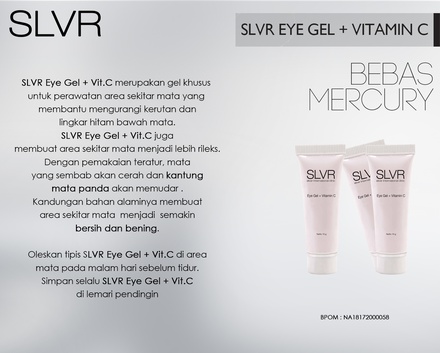 SLVR
SLVR EYE GEL + VITAMIN C
BEBAS
MERCURY
SLVR Eye Gel + Vit.C merupakan gel khusus
untuk perawatan area sekitar mata yang
membantu mengurangi kerutan dan
lingkar hitam bawah mata.
SLVR Eye Gel + Vit.C juga
membuat area sekitar mata menjadi lebih rileks.
Dengan pemakaian teratur, mata
yang sembab akan cerah dan kantung
mata panda akan memudar .
Kandungan bahan alaminya membuat
area sekitar mata menjadi semakin
bersih dan bening.
Oleskan tipis SLVR Eye Gel + Vit.C di area
mata pada malam hari sebelum tidur.
Simpan selalu SLVR Eye Gel + Vit.C
di lemari pendingin
SLVR
Eye Gel + Vitamin C
SLV
SLVR
Eye Gel + Vitamin C
BPOM : NA18172000058